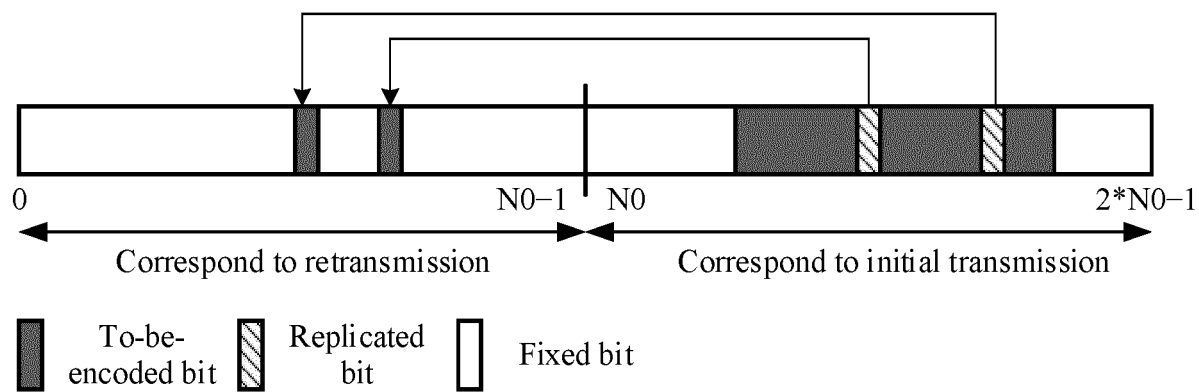 0
N0−1
N0
2*N0−1
Correspond to retransmission
Correspond to initial transmission
To-be-
encoded bit
Replicated
bit
Fixed bit